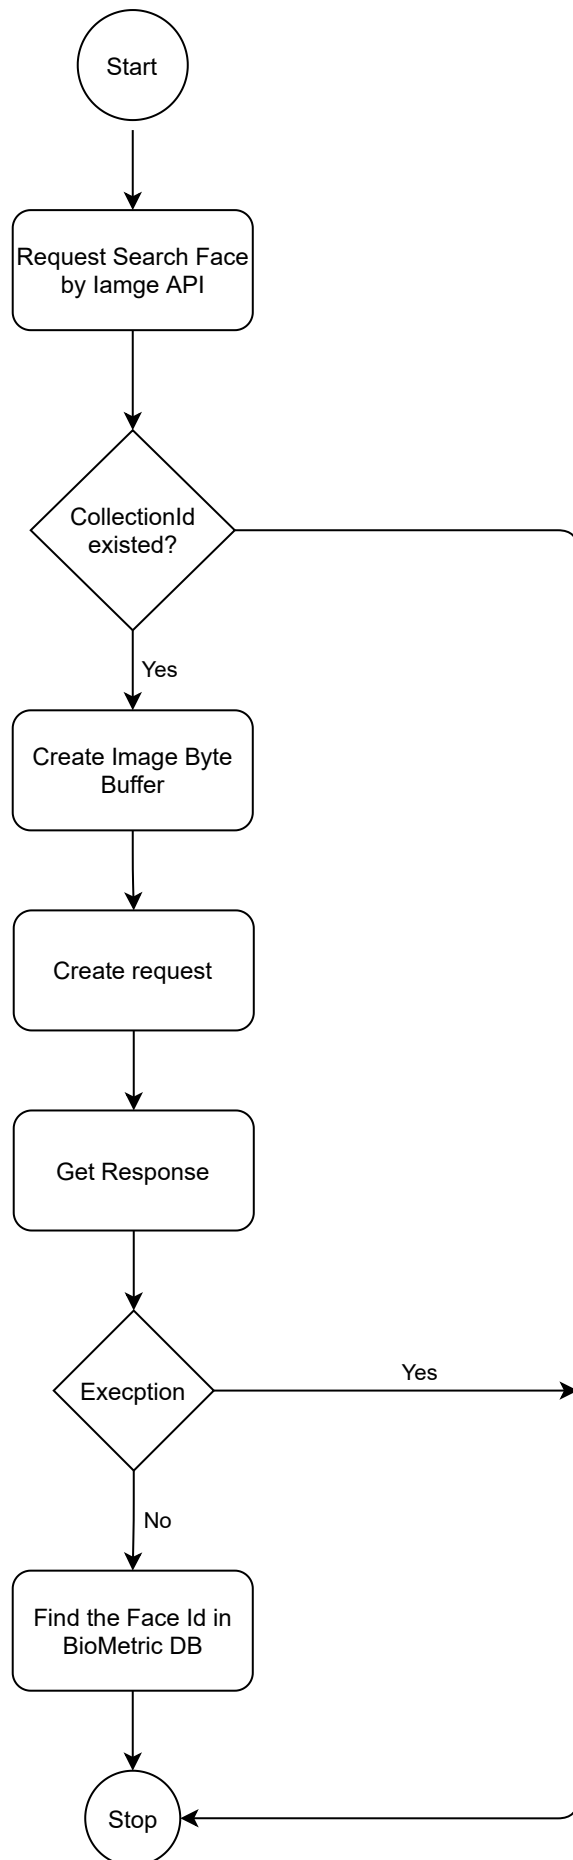 Start
Request Search Face
by Iamge API
CollectionId
existed?
Yes
Create Image Byte
Buffer
Create request
Get Response
Execption
Yes
No
Find the Face Id in
BioMetric DB
Stop